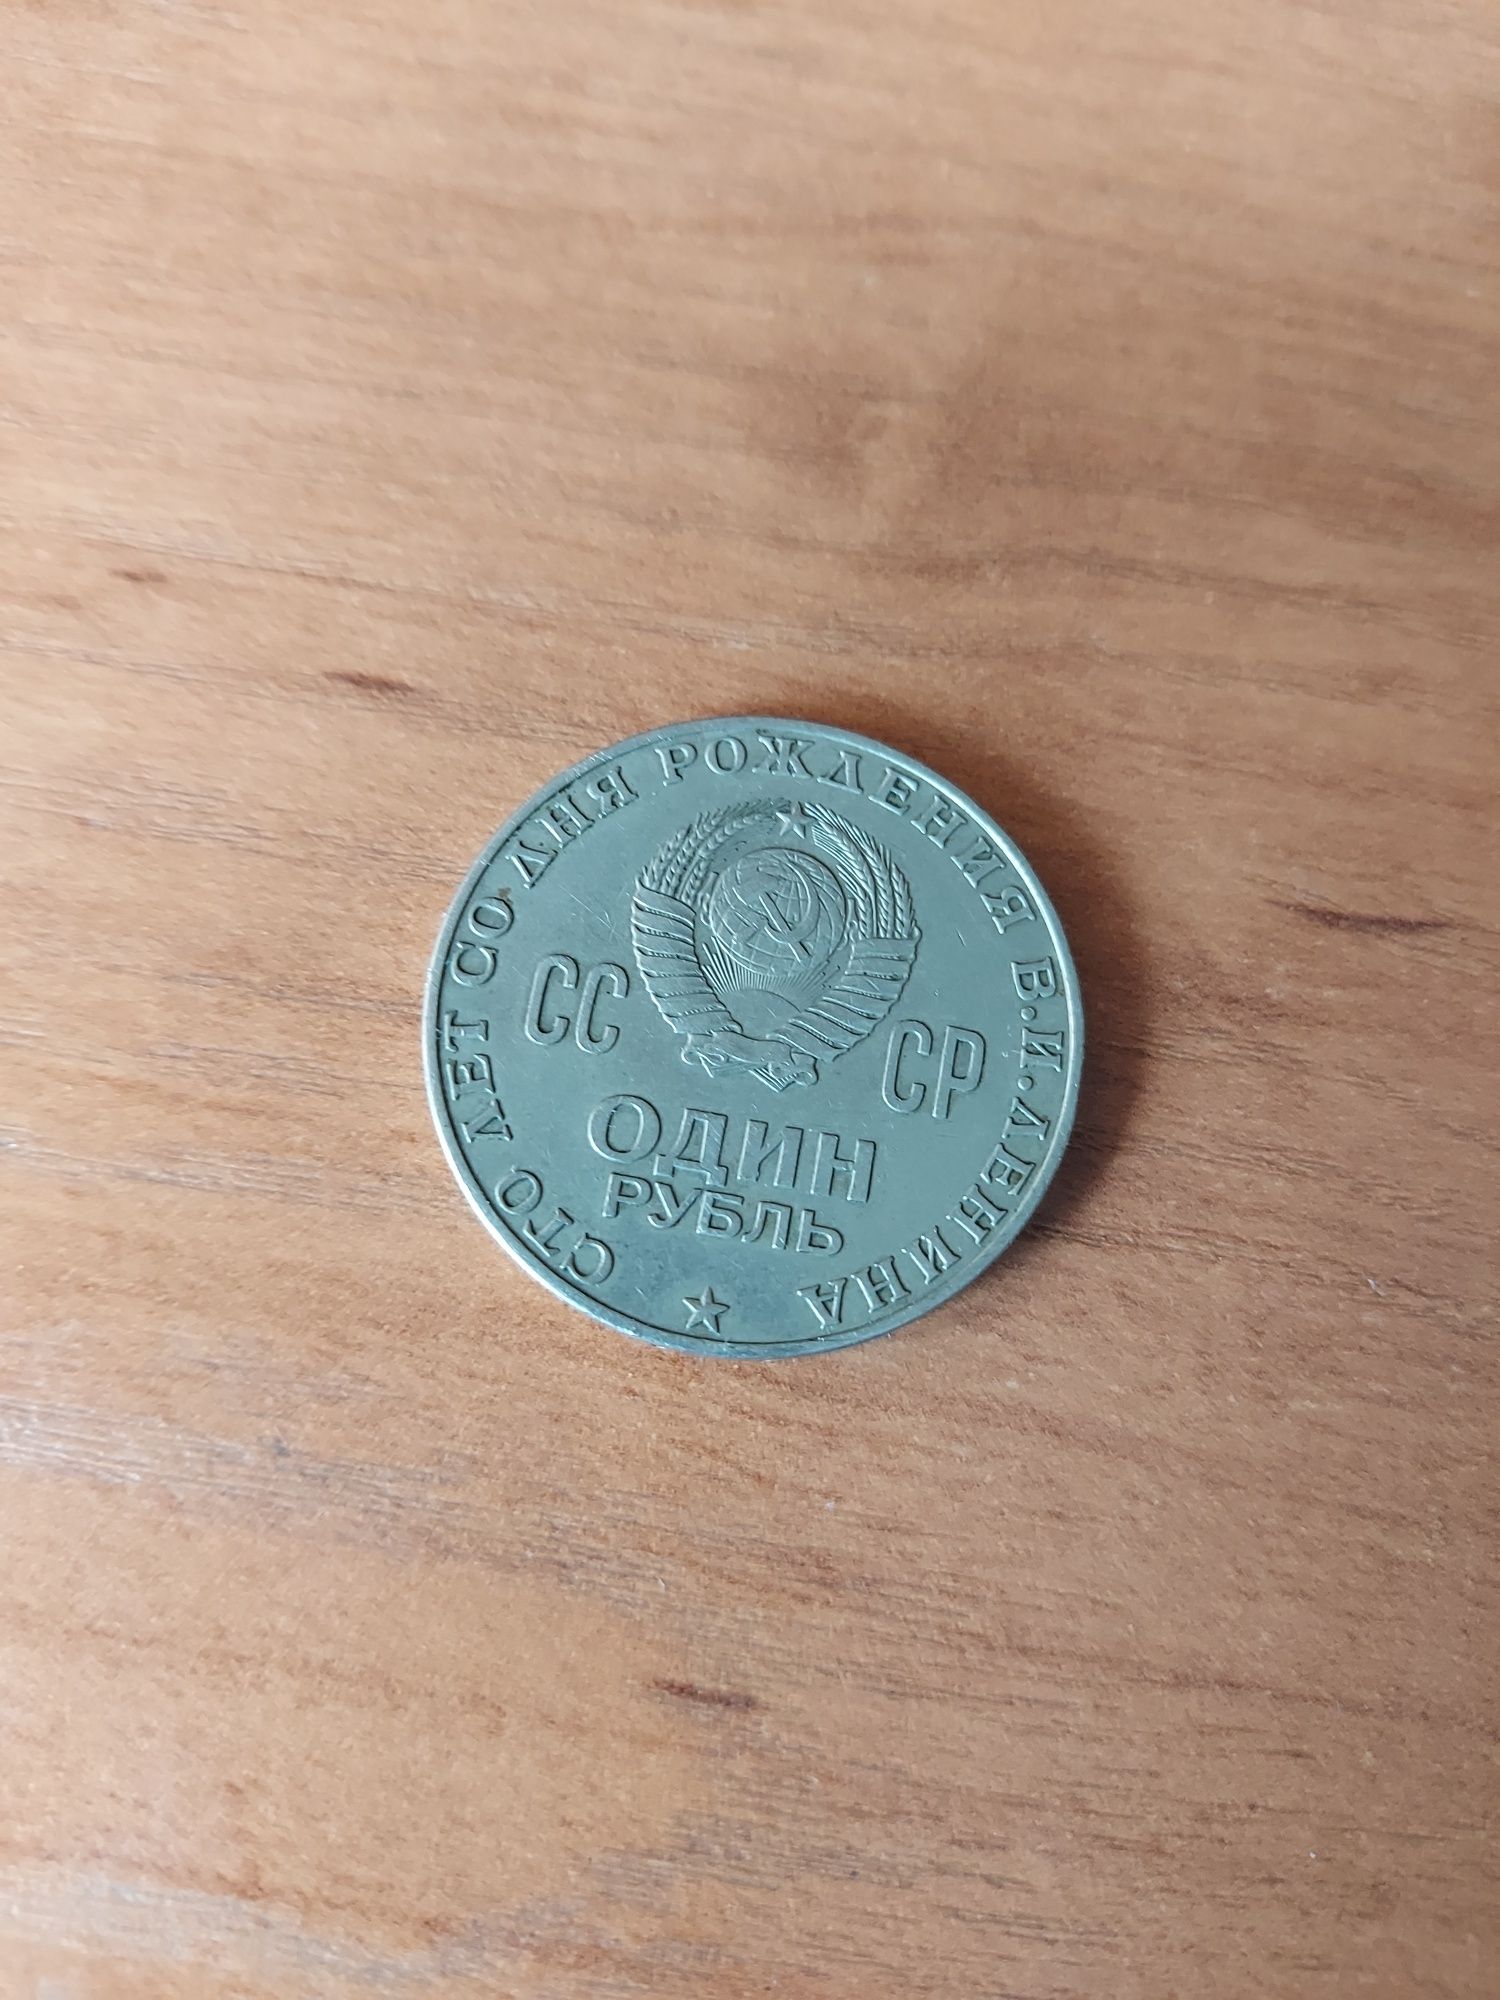 СТО ЛЕТ СО ДНЯ РОЖДЕНИЯ В.И.ЛЕНИНА
СС СР
ОДИН
РУБЛЬ